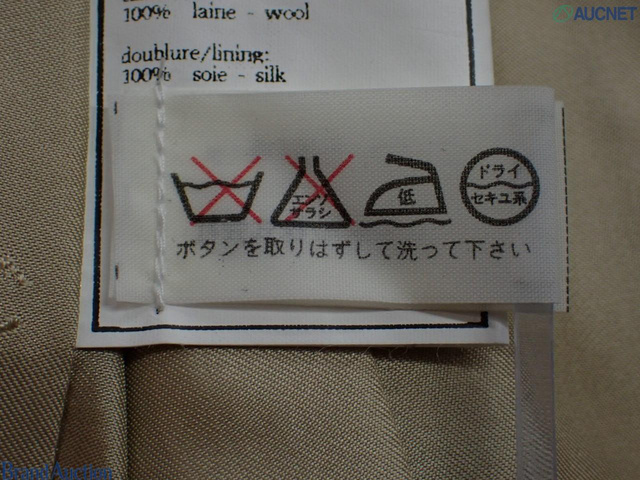 100% laine - wool
doublure/lining:
100% soie - silk
エンソ
サラシ
低
ドライ
セキユ系
ボタンを取りはずして洗って下さい
AUCNET
Brand Auction